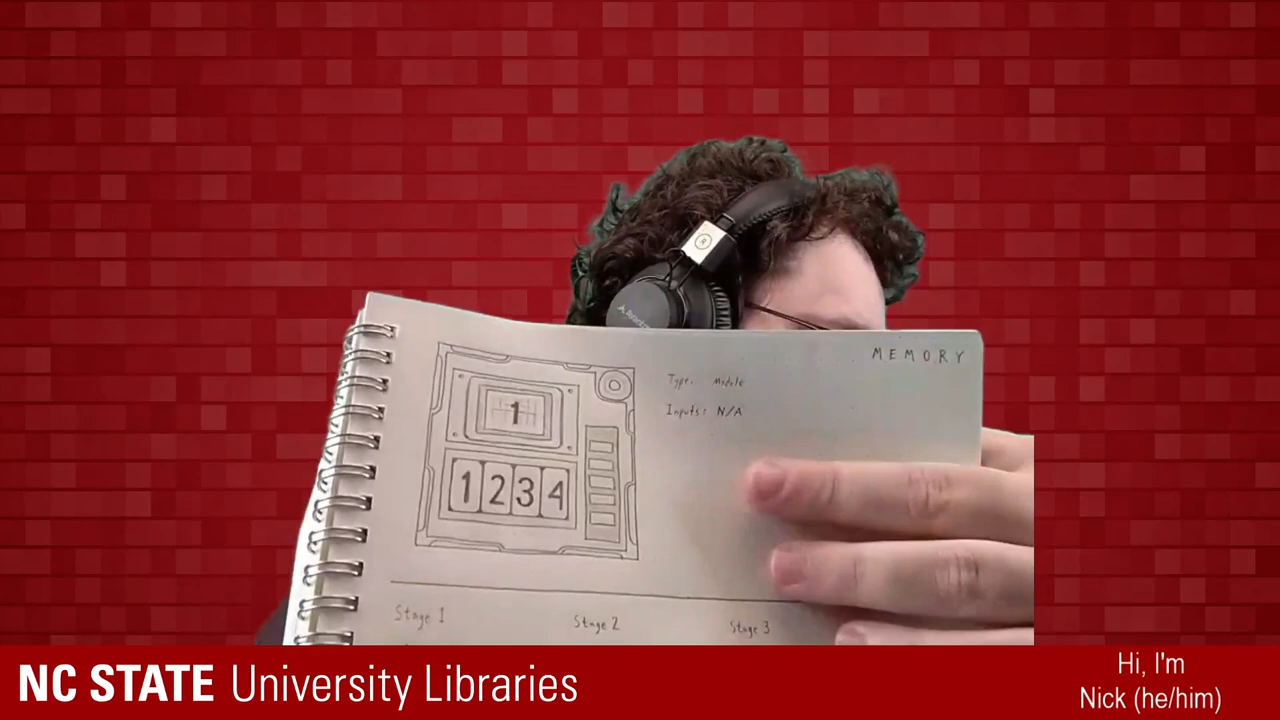 MEMORY
Type: Module
Inputs: N/A
1
1234
Stage 1 Stage 2 Stage 3
NC STATE University Libraries
Hi, I'm
Nick (he/him)